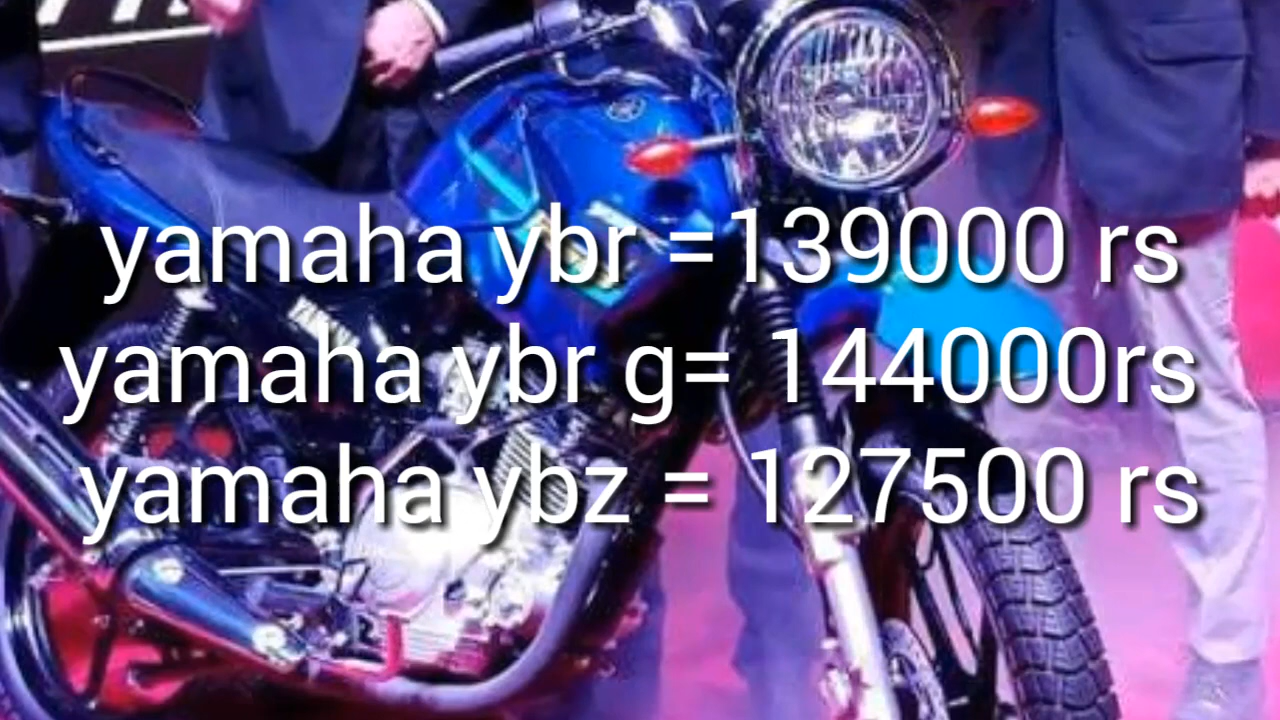 yamaha ybr =139000 rs
yamaha ybr g= 144000rs
yamaha ybz = 127500 rs